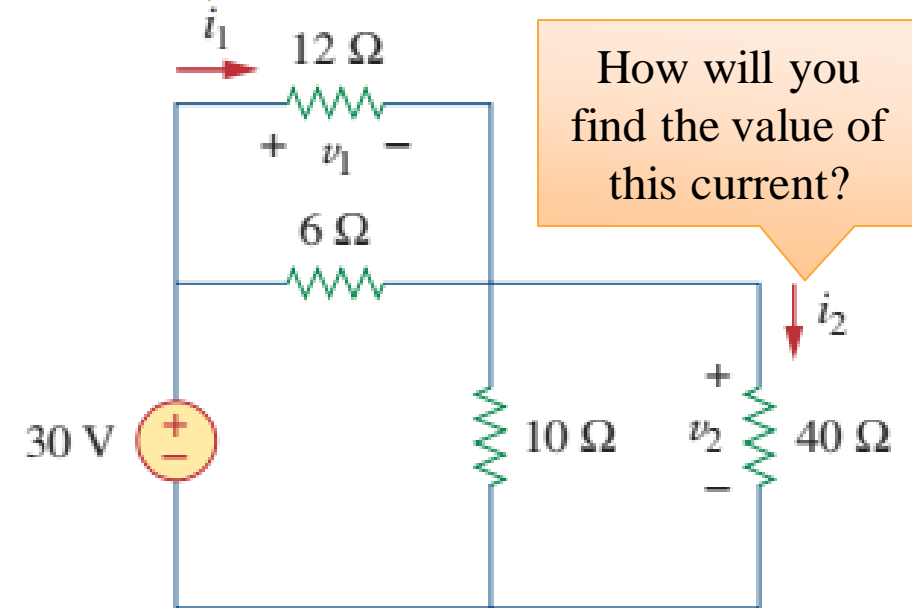 i1
12 Ω
How will you
find the value of
this current?
+ v1 −
6 Ω
i2
30 V
+
−
10 Ω
+
v2
−
40 Ω